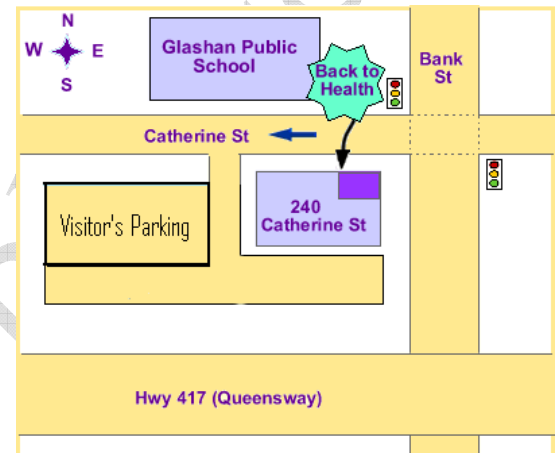 N
W E
S
Glashan Public
School
Back to
Health
Bank
St
Catherine St
240
Catherine St
Visitor's Parking
Hwy 417 (Queensway)